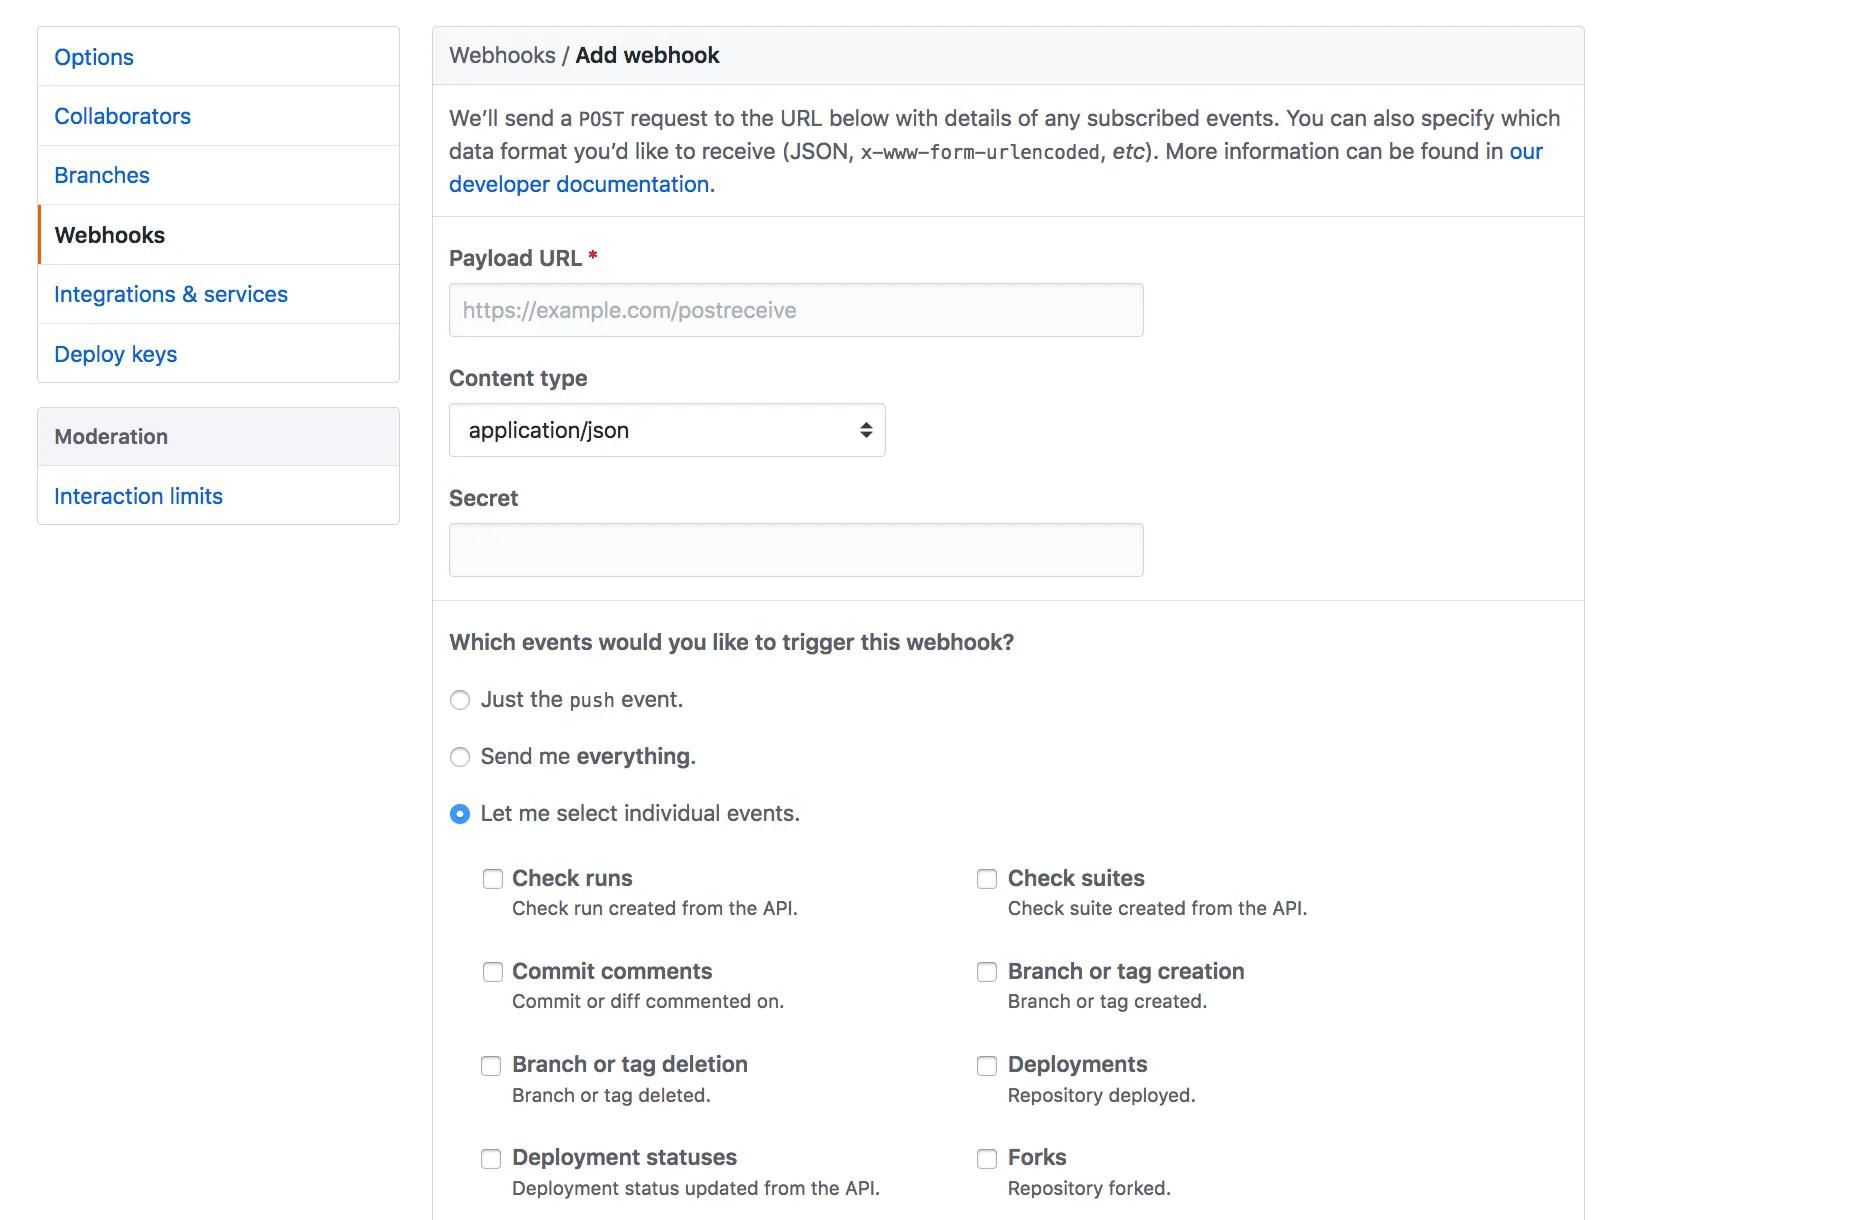 Options
Collaborators
Branches
Webhooks
Integrations & services
Deploy keys
Moderation
Interaction limits
Webhooks / Add webhook
We’ll send a POST request to the URL below with details of any subscribed events. You can also specify which
data format you’d like to receive (JSON, x-www-form-urlencoded, etc). More information can be found in our
developer documentation.
Payload URL *
https://example.com/postreceive
Content type
application/json
Secret
Which events would you like to trigger this webhook?
Just the push event.
Send me everything.
Let me select individual events.
Check runs
Check run created from the API.
Check suites
Check suite created from the API.
Commit comments
Commit or diff commented on.
Branch or tag creation
Branch or tag created.
Branch or tag deletion
Branch or tag deleted.
Deployments
Repository deployed.
Deployment statuses
Deployment status updated from the API.
Forks
Repository forked.